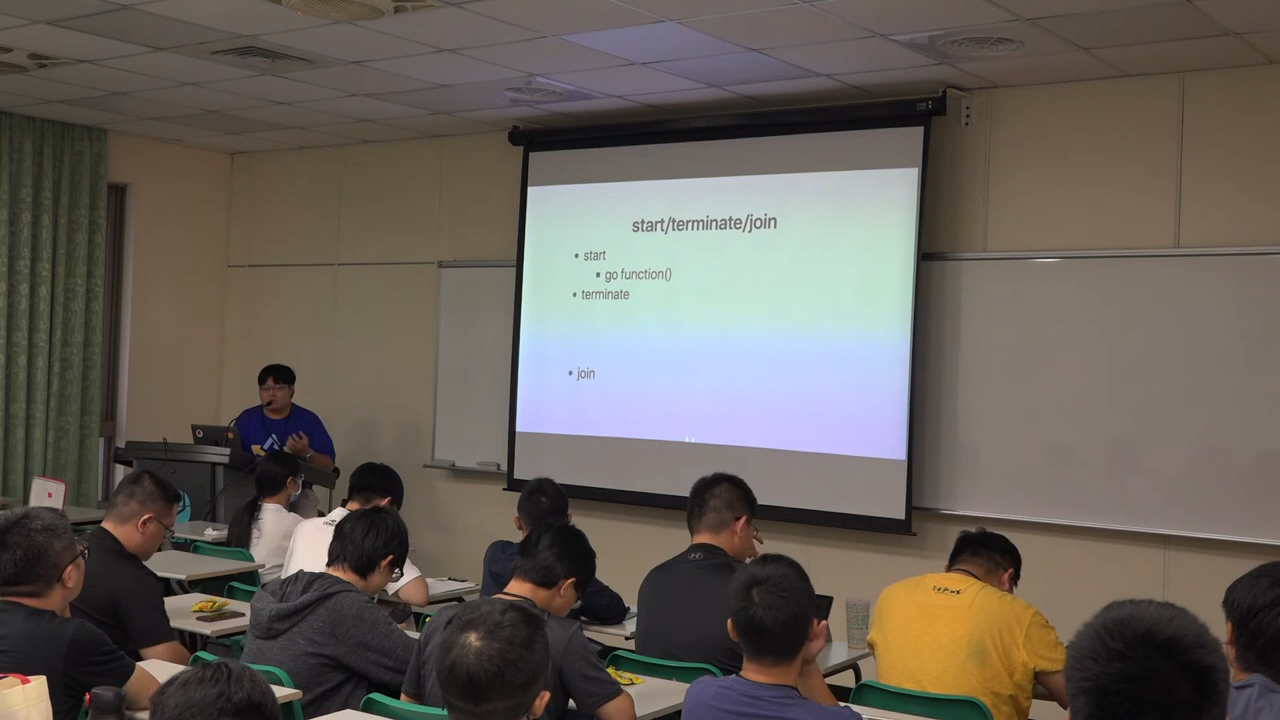 start/terminate/join
• start
▪ go function()
• terminate
• join